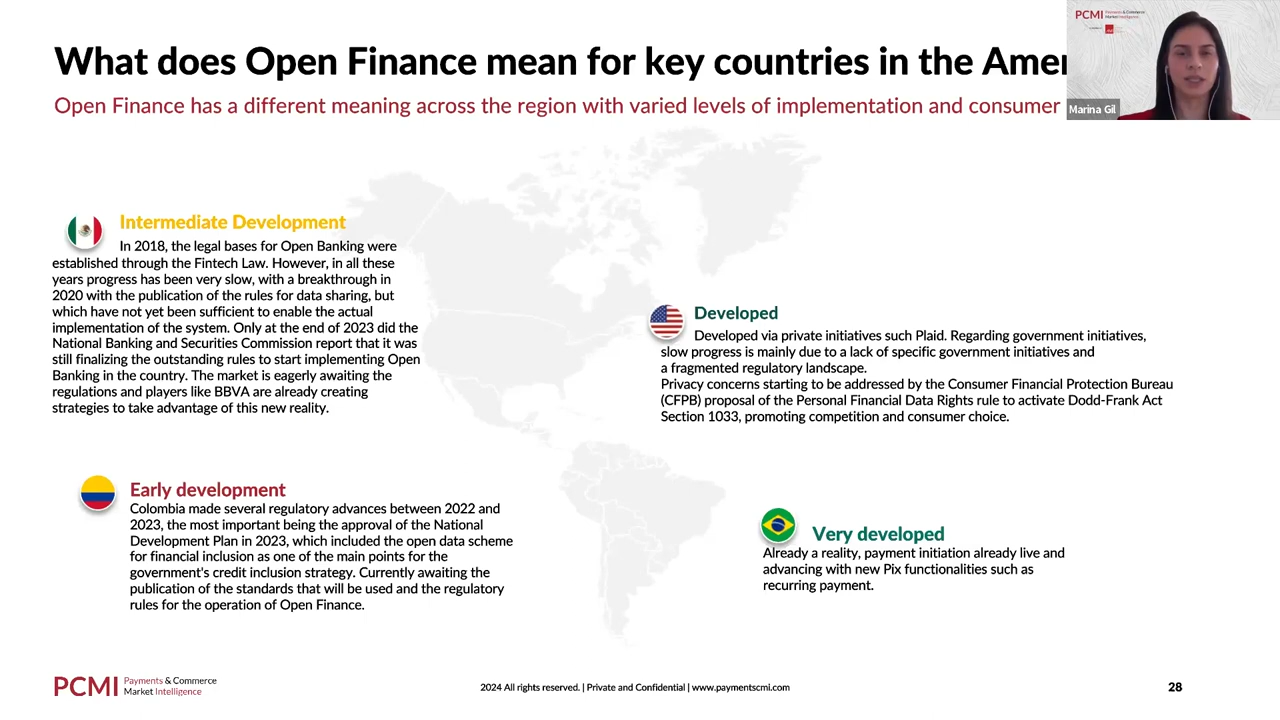 What does Open Finance mean for key countries in the Amer
Open Finance has a different meaning across the region with varied levels of implementation and consumer
PCMI
Payments & Commerce
Market Intelligence
Marina Gil
Intermediate Development
In 2018, the legal bases for Open Banking were
established through the Fintech Law. However, in all these
years progress has been very slow, with a breakthrough in
2020 with the publication of the rules for data sharing, but
which have not yet been sufficient to enable the actual
implementation of the system. Only at the end of 2023 did the
National Banking and Securities Commission report that it was
still finalizing the outstanding rules to start implementing Open
Banking in the country. The market is eagerly awaiting the
regulations and players like BBVA are already creating
strategies to take advantage of this new reality.
Developed
Developed via private initiatives such Plaid. Regarding government initiatives,
slow progress is mainly due to a lack of specific government initiatives and
a fragmented regulatory landscape.
Privacy concerns starting to be addressed by the Consumer Financial Protection Bureau
(CFPB) proposal of the Personal Financial Data Rights rule to activate Dodd-Frank Act
Section 1033, promoting competition and consumer choice.
Early development
Colombia made several regulatory advances between 2022 and
2023, the most important being the approval of the National
Development Plan in 2023, which included the open data scheme
for financial inclusion as one of the main points for the
government's credit inclusion strategy. Currently awaiting the
publication of the standards that will be used and the regulatory
rules for the operation of Open Finance.
Very developed
Already a reality, payment initiation already live and
advancing with new Pix functionalities such as
recurring payment.
PCMI
Payments & Commerce
Market Intelligence
2024 All rights reserved. | Private and Confidential | www.paymentscmi.com
28